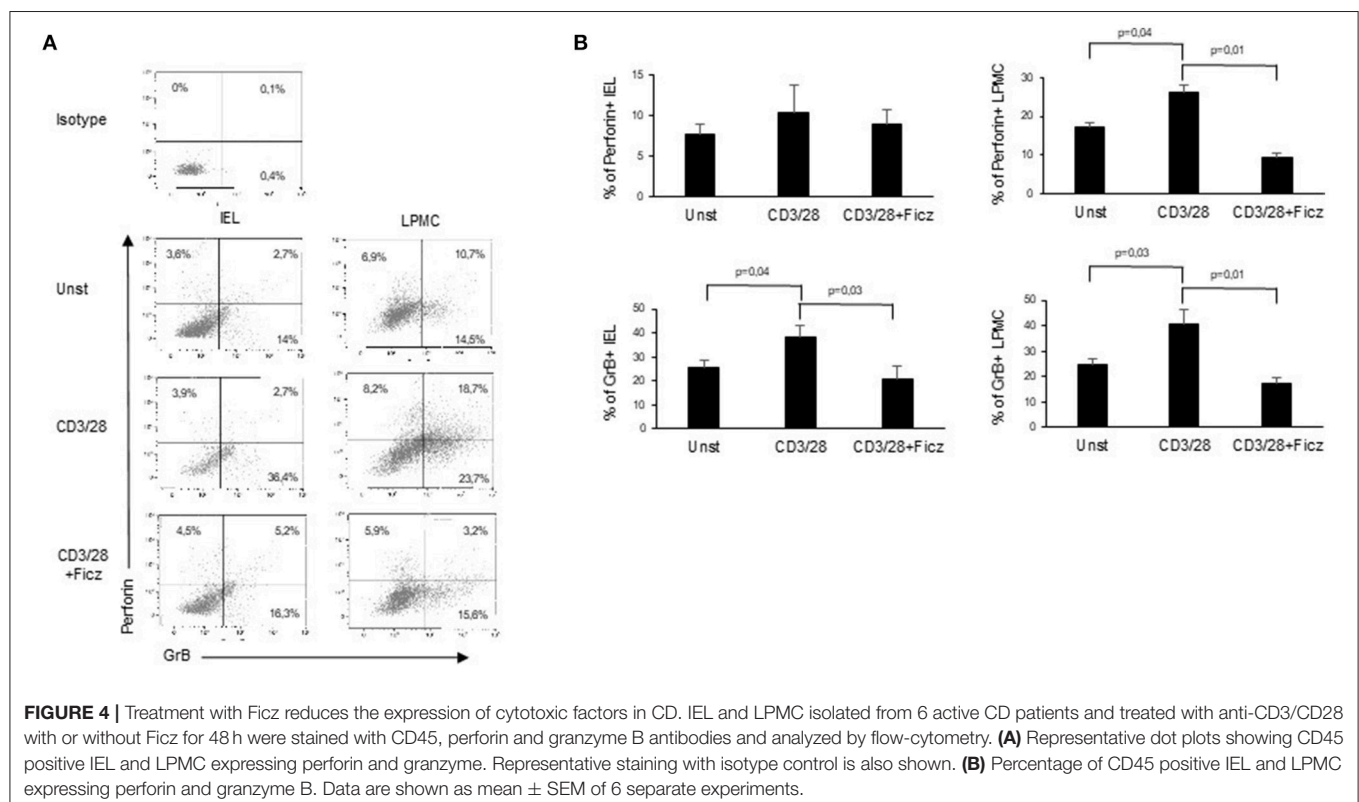 A
Isotype
0%
0,1%
0,4%
IEL
LPMC
Unst
3,6%
2,7%
14%
6,9%
10,7%
14,5%
CD3/28
3,9%
2,7%
36,4%
8,2%
18,7%
23,7%
CD3/28
+Ficz
4,5%
5,2%
16,3%
5,9%
3,2%
15,6%
Perforin
GrB
B
% of Perforin+ IEL
15
10
5
0
Unst
CD3/28
CD3/28+Ficz
p=0,04
p=0,01
% of Perforin+ LPMC
30
20
10
0
Unst
CD3/28
CD3/28+Ficz
p=0,04
p=0,03
% of GrB+ IEL
50
40
30
20
10
0
Unst
CD3/28
CD3/28+Ficz
p=0,03
p=0,01
% of GrB+ LPMC
50
40
30
20
10
0
Unst
CD3/28
CD3/28+Ficz
FIGURE 4 | Treatment with Ficz reduces the expression of cytotoxic factors in CD. IEL and LPMC isolated from 6 active CD patients and treated with anti-CD3/CD28
with or without Ficz for 48 h were stained with CD45, perforin and granzyme B antibodies and analyzed by flow-cytometry. (A) Representative dot plots showing CD45
positive IEL and LPMC expressing perforin and granzyme. Representative staining with isotype control is also shown. (B) Percentage of CD45 positive IEL and LPMC
expressing perforin and granzyme B. Data are shown as mean ± SEM of 6 separate experiments.